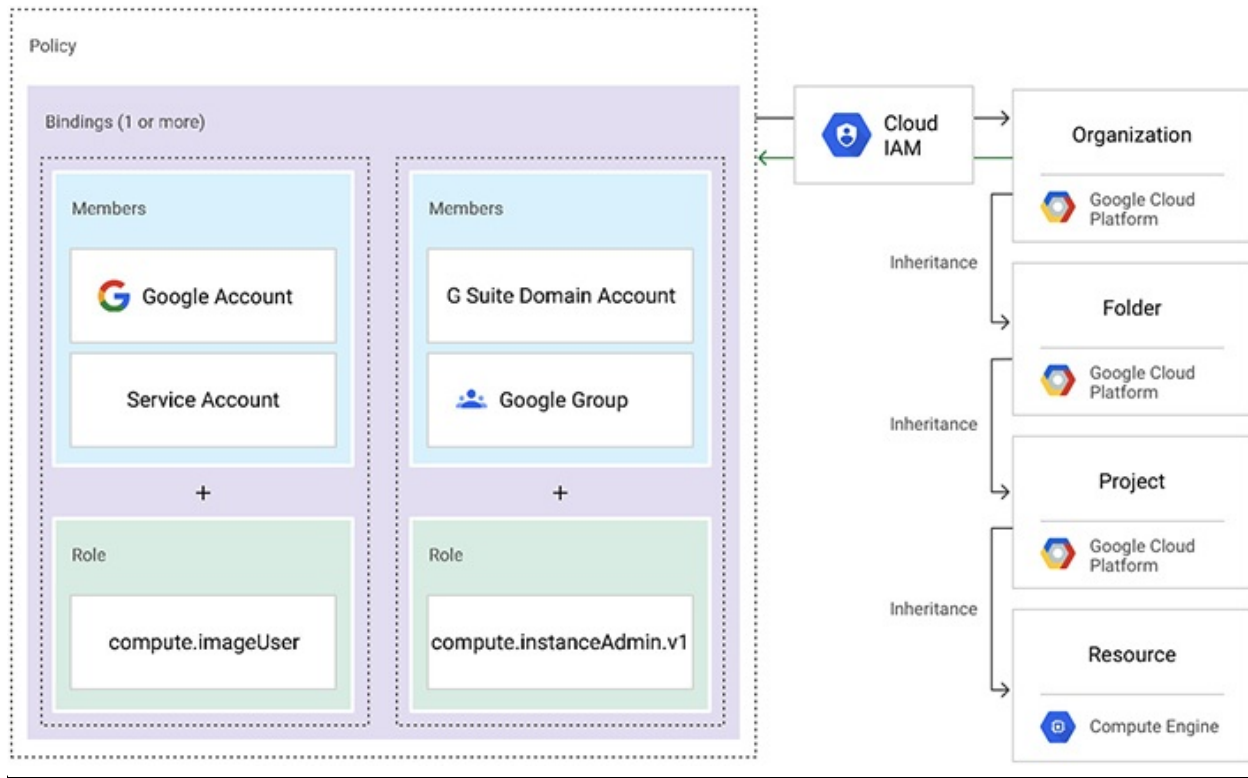 Policy
Bindings (1 or more)
Members
Google Account
Service Account
+
Role
compute.imageUser
Members
G Suite Domain Account
Google Group
+
Role
compute.instanceAdmin.v1
Cloud
IAM
Organization
Google Cloud
Platform
Inheritance
Folder
Google Cloud
Platform
Inheritance
Project
Google Cloud
Platform
Inheritance
Resource
Compute Engine